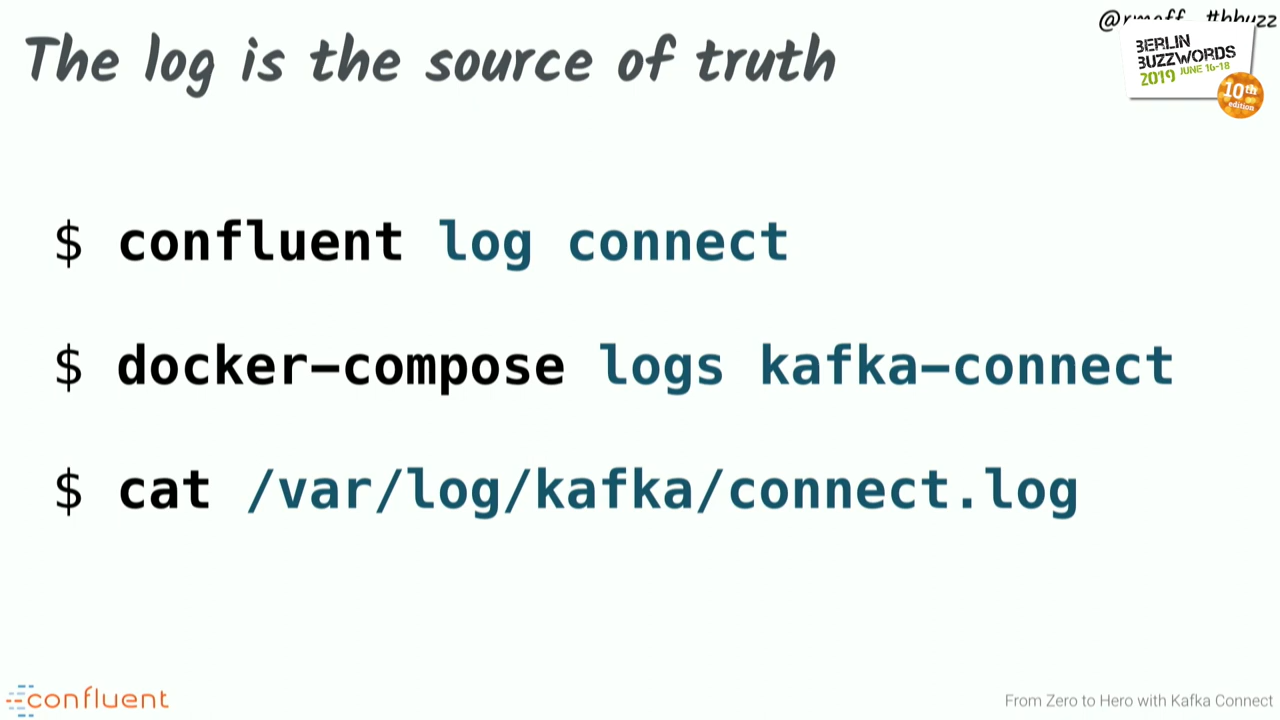 The log is the source of truth
BERLIN
BUZZWORDS
2019 JUNE 16-18
10th
edition
$ confluent log connect
$ docker-compose logs kafka-connect
$ cat /var/log/kafka/connect.log
confluent
From Zero to Hero with Kafka Connect